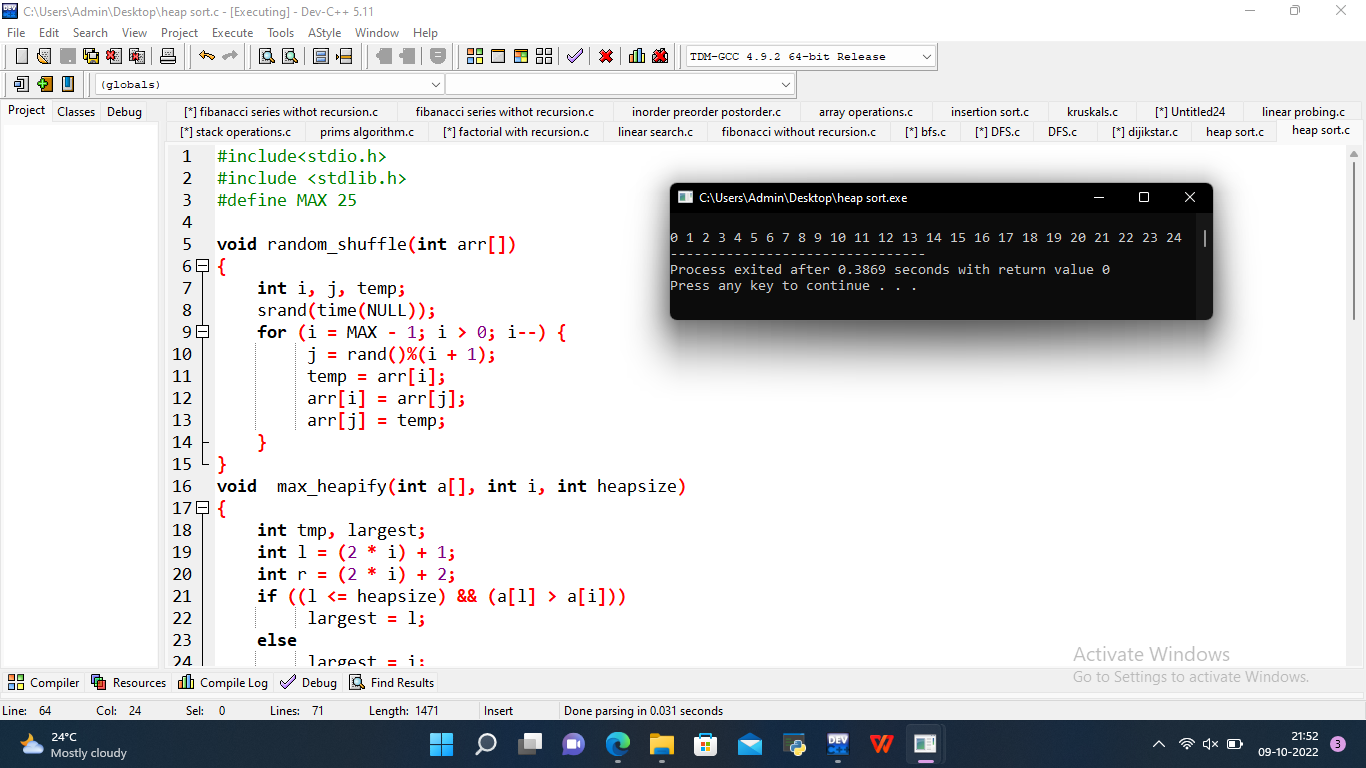 C:\Users\Admin\Desktop\heap sort.c - [Executing] - Dev-C++ 5.11
File Edit Search View Project Execute Tools AStyle Window Help
TDM-GCC 4.9.2 64-bit Release
(globals)
Project Classes Debug
[*] fibanacci series withot recursion.c fibanacci series withot recursion.c inorder preorder postorder.c array operations.c insertion sort.c kruskals.c [*] Untitled24 linear probing.c
[*] stack operations.c prims algorithm.c [*] factorial with recursion.c linear search.c fibonacci without recursion.c [*] bfs.c [*] DFS.c DFS.c [*] dijikstar.c heap sort.c heap sort.c
1 #include<stdio.h>
2 #include <stdlib.h>
3 #define MAX 25
4
5 void random_shuffle(int arr[])
6 {
7 int i, j, temp;
8 srand(time(NULL));
9 for (i = MAX - 1; i > 0; i--) {
10 j = rand()%(i + 1);
11 temp = arr[i];
12 arr[i] = arr[j];
13 arr[j] = temp;
14 }
15 }
16 void max_heapify(int a[], int i, int heapsize)
17 {
18 int tmp, largest;
19 int l = (2 * i) + 1;
20 int r = (2 * i) + 2;
21 if ((l <= heapsize) && (a[l] > a[i]))
22 largest = l;
23 else
24 largest = i;
C:\Users\Admin\Desktop\heap sort.exe
0 1 2 3 4 5 6 7 8 9 10 11 12 13 14 15 16 17 18 19 20 21 22 23 24
--------------------------------
Process exited after 0.3869 seconds with return value 0
Press any key to continue . . .
Activate Windows
Go to Settings to activate Windows.
Compiler Resources Compile Log Debug Find Results
Line: 64 Col: 24 Sel: 0 Lines: 71 Length: 1471 Insert Done parsing in 0.031 seconds
24°C
Mostly cloudy
DEV
21:52
09-10-2022
3